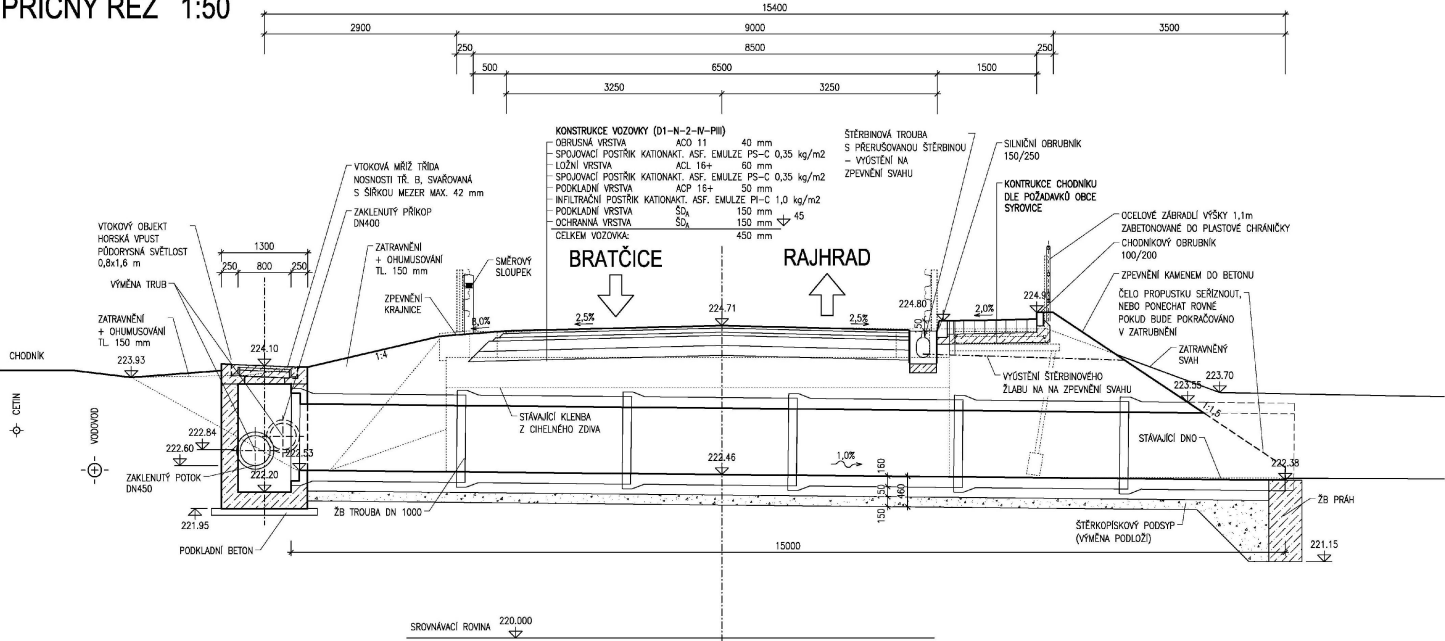 PŘÍČNÝ ŘEZ 1:50
15400
2900
9000
3500
250
8500
250
500
6500
1500
3250
3250
KONSTRUKCE VOZOVKY (D1-N-2-IV-PIII)
OBRUSNÁ VRSTVA ACO 11 40 mm
SPOJOVACÍ POSTŘIK KATIONAKT. ASF. EMULZE PS-C 0,35 kg/m2
LOŽNÍ VRSTVA ACL 16+ 60 mm
SPOJOVACÍ POSTŘIK KATIONAKT. ASF. EMULZE PS-C 0,35 kg/m2
PODKLADNÍ VRSTVA ACP 16+ 50 mm
INFILTRAČNÍ POSTŘIK KATIONAKT. ASF. EMULZE PI-C 1,0 kg/m2
PODKLADNÍ VRSTVA ŠDA 150 mm
OCHRANNÁ VRSTVA ŠDA 150 mm
45
CELKEM VOZOVKA: 450 mm
ŠTĚRBINOVÁ TROUBA
S PŘERUŠOVANOU ŠTĚRBINOU
- VYÚSTĚNÍ NA
ZPEVNĚNÍ SVAHU
SILNIČNÍ OBRUBNÍK
150/250
KONTRUKCE CHODNÍKU
DLE POŽADAVKŮ OBCE
SYROVICE
OCELOVÉ ZÁBRADLÍ VÝŠKY 1,1m
ZABETONOVANÉ DO PLASTOVÉ CHRÁNIČKY
CHODNÍKOVÝ OBRUBNÍK
100/200
ZPEVNĚNÍ KAMENEM DO BETONU
ČELO PROPUSTKU SEŘÍZNOUT,
NEBO PONECHAT ROVNÉ
POKUD BUDE POKRAČOVÁNO
V ZATRUBNĚNÍ
ZATRAVNĚNÝ
SVAH
VTOKOVÁ MŘÍŽ TŘÍDA
NOSNOSTI TŘ. B, SVAŘOVANÁ
S ŠÍŘKOU MEZER MAX. 42 mm
ZAKLENUTÝ PŘÍKOP
DN400
VTOKOVÝ OBJEKT
HORSKÁ VPUST
PŮDORYSNÁ SVĚTLOST
0,8x1,6 m
1300
250
800
250
ZATRAVNĚNÍ
+ OHUMUSOVÁNÍ
TL. 150 mm
SMĚROVÝ
SLOUPEK
VÝMĚNA TRUB
ZPEVNĚNÍ
KRAJNICE
ZATRAVNĚNÍ
+ OHUMUSOVÁNÍ
TL. 150 mm
BRATČICE
RAJHRAD
CHODNÍK
223.93
224.10
1:4
8,0%
2,5%
224.71
2,5%
224.80
50
2,0%
224.91
VYÚSTĚNÍ ŠTĚRBINOVÉHO
ŽLABU NA NA ZPEVNĚNÍ SVAHU
223.70
223.55
1:1,5
CETIN
VODOVOD
222.84
222.60
222.53
222.20
ZAKLENUTÝ POTOK
DN450
221.95
PODKLADNÍ BETON
STÁVAJÍCÍ KLENBA
Z CIHELNÉHO ZDIVA
ŽB TROUBA DN 1000
222.46
1,0%
160
150
150
460
STÁVAJÍCÍ DNO
222.38
ŽB PRÁH
ŠTĚRKOPÍSKOVÝ PODSYP
(VÝMĚNA PODLOŽÍ)
15000
221.15
SROVNÁVACÍ ROVINA 220.000